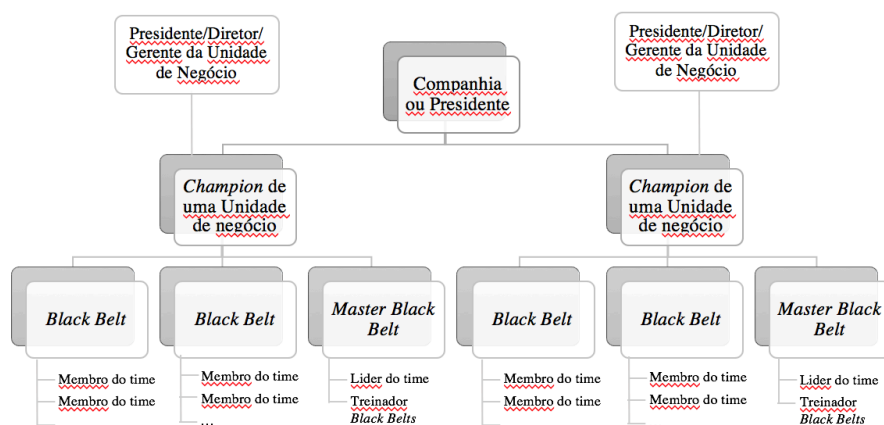 Presidente/Diretor/
Gerente da Unidade
de Negócio
Companhia
ou Presidente
Presidente/Diretor/
Gerente da Unidade
de Negócio
Champion de
uma Unidade
de negócio
Champion de
uma Unidade
de negócio
Black Belt
Black Belt
Master Black
Belt
Black Belt
Black Belt
Master Black
Belt
Membro do time
Membro do time
Membro do time
Membro do time
...
Lider do time
Treinador
Black Belts
Membro do time
Membro do time
Membro do time
Membro do time
Lider do time
Treinador
Black Belts